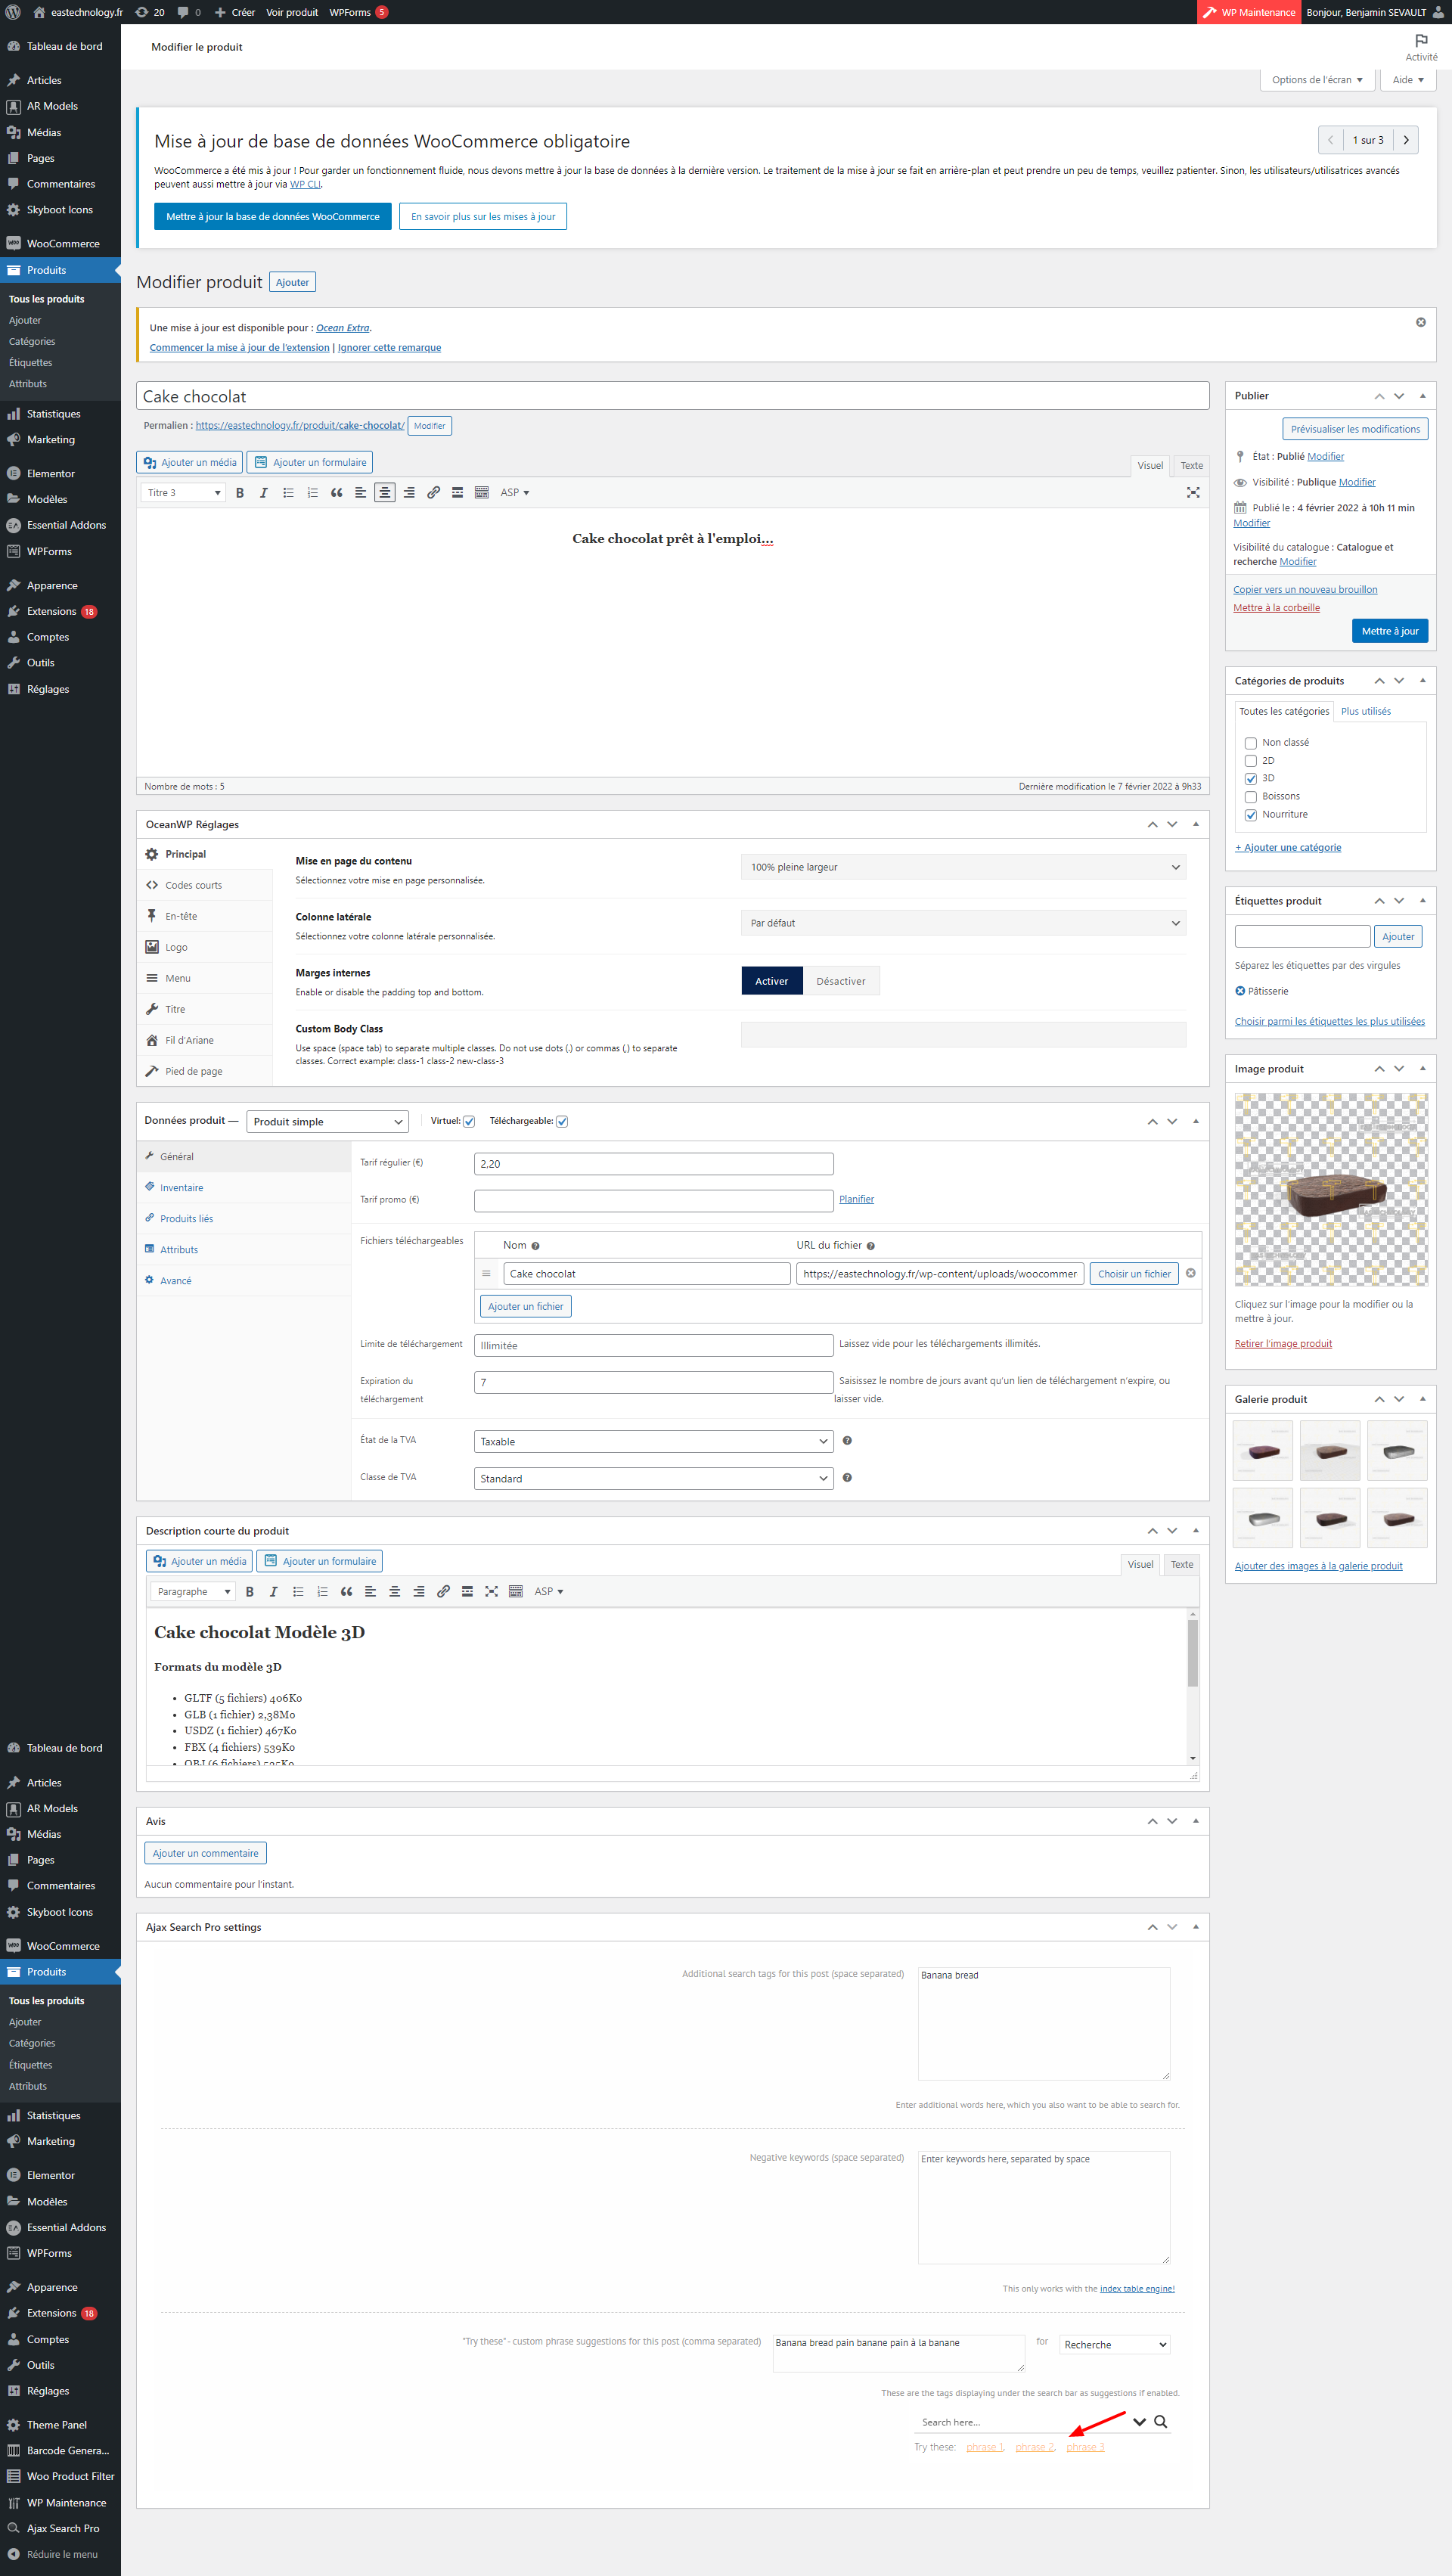 eastechnology.fr
20
0
Créer
Voir produit
WPForms 5
WP Maintenance
Bonjour, Benjamin SEVAULT
Tableau de bord
Articles
AR Models
Médias
Pages
Commentaires
Skyboot Icons
WooCommerce
Produits
Tous les produits
Ajouter
Catégories
Étiquettes
Attributs
Statistiques
Marketing
Elementor
Modèles
Essential Addons
WPForms
Apparence
Extensions 18
Comptes
Outils
Réglages
Modifier le produit
Activité
Options de l'écran
Aide
Mise à jour de base de données WooCommerce obligatoire
1 sur 3
WooCommerce a été mis à jour ! Pour garder un fonctionnement fluide, nous devons mettre à jour la base de données à la dernière version. Le traitement de la mise à jour se fait en arrière-plan et peut prendre un peu de temps, veuillez patienter. Sinon, les utilisateurs/utilisatrices avancés
peuvent aussi mettre à jour via WP CLI.
Mettre à jour la base de données WooCommerce
En savoir plus sur les mises à jour
Modifier produit
Ajouter
Une mise à jour est disponible pour : Ocean Extra.
Commencer la mise à jour de l'extension | Ignorer cette remarque
Cake chocolat
Permalien : https://eastechnology.fr/produit/cake-chocolat/
Modifier
Ajouter un média
Ajouter un formulaire
Visuel
Texte
Titre 3
ASP
Cake chocolat prêt à l'emploi...
Nombre de mots : 5
Dernière modification le 7 février 2022 à 9h33
OceanWP Réglages
Principal
Codes courts
En-tête
Logo
Menu
Titre
Fil d'Ariane
Pied de page
Mise en page du contenu
Sélectionnez votre mise en page personnalisée.
100% pleine largeur
Colonne latérale
Sélectionnez votre colonne latérale personnalisée.
Par défaut
Marges internes
Enable or disable the padding top and bottom.
Activer
Désactiver
Custom Body Class
Use space (space tab) to separate multiple classes. Do not use dots (.) or commas (,) to separate
classes. Correct example: class-1 class-2 new-class-3
Données produit —
Produit simple
Virtuel:
Téléchargeable:
Général
Inventaire
Produits liés
Attributs
Avancé
Tarif régulier (€)
2,20
Tarif promo (€)
Planifier
Fichiers téléchargeables
Nom
URL du fichier
Cake chocolat
https://eastechnology.fr/wp-content/uploads/woocommer
Choisir un fichier
Ajouter un fichier
Limite de téléchargement
Illimitée
Laissez vide pour les téléchargements illimités.
Expiration du
téléchargement
7
Saisissez le nombre de jours avant qu'un lien de téléchargement n'expire, ou
laisser vide.
État de la TVA
Taxable
Classe de TVA
Standard
Description courte du produit
Ajouter un média
Ajouter un formulaire
Visuel
Texte
Paragraphe
ASP
Cake chocolat Modèle 3D
Formats du modèle 3D
GLTF (5 fichiers) 406Ko
GLB (1 fichier) 2,38Mo
USDZ (1 fichier) 467Ko
FBX (4 fichiers) 539Ko
OBJ (6 fichiers) 525Ko
Avis
Ajouter un commentaire
Aucun commentaire pour l'instant.
Ajax Search Pro settings
Additional search tags for this post (space separated)
Banana bread
Enter additional words here, which you also want to be able to search for.
Negative keywords (space separated)
Enter keywords here, separated by space
This only works with the index table engine!
"Try these" - custom phrase suggestions for this post (comma separated)
Banana bread pain banane pain à la banane
for
Recherche
These are the tags displaying under the search bar as suggestions if enabled.
Search here...
Try these: phrase 1, phrase 2, phrase 3
Publier
Prévisualiser les modifications
État : Publié Modifier
Visibilité : Publique Modifier
Publié le : 4 février 2022 à 10h 11 min
Modifier
Visibilité du catalogue : Catalogue et
recherche Modifier
Copier vers un nouveau brouillon
Mettre à la corbeille
Mettre à jour
Catégories de produits
Toutes les catégories
Plus utilisés
Non classé
2D
3D
Boissons
Nourriture
+ Ajouter une catégorie
Étiquettes produit
Ajouter
Séparez les étiquettes par des virgules
Pâtisserie
Choisir parmi les étiquettes les plus utilisées
Image produit
Cliquez sur l'image pour la modifier ou la
mettre à jour.
Retirer l'image produit
Galerie produit
Ajouter des images à la galerie produit
Tableau de bord
Articles
AR Models
Médias
Pages
Commentaires
Skyboot Icons
WooCommerce
Produits
Tous les produits
Ajouter
Catégories
Étiquettes
Attributs
Statistiques
Marketing
Elementor
Modèles
Essential Addons
WPForms
Apparence
Extensions 18
Comptes
Outils
Réglages
Theme Panel
Barcode Genera...
Woo Product Filter
WP Maintenance
Ajax Search Pro
Réduire le menu